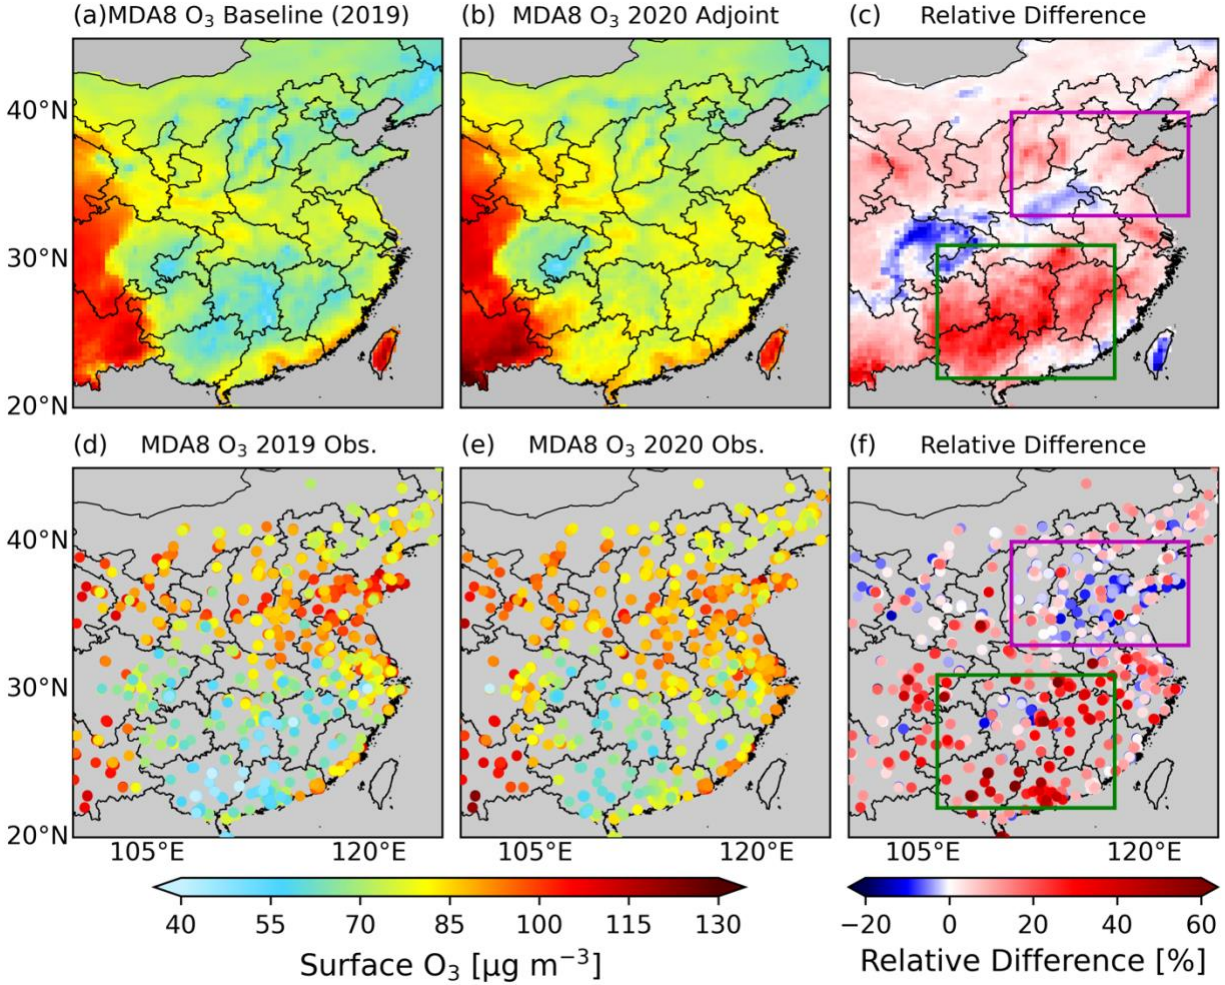 (a)MDA8 O₃ Baseline (2019)
(b) MDA8 O₃ 2020 Adjoint
(c) Relative Difference
40°N
30°N
20°N
(d) MDA8 O₃ 2019 Obs.
(e) MDA8 O₃ 2020 Obs.
(f) Relative Difference
40°N
30°N
20°N
105°E 120°E
105°E 120°E
105°E 120°E
40 55 70 85 100 115 130
Surface O₃ [μg m⁻³]
−20 0 20 40 60
Relative Difference [%]